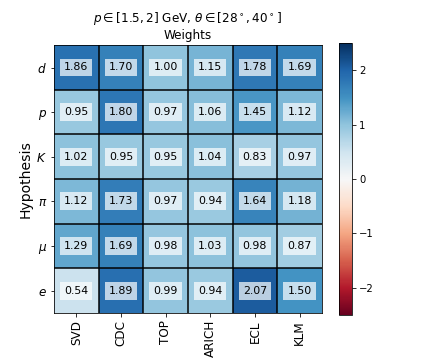 p ∈ [1.5, 2] GeV, θ ∈ [28°, 40°]
Weights
d 1.86 1.70 1.00 1.15 1.78 1.69
p 0.95 1.80 0.97 1.06 1.45 1.12
K 1.02 0.95 0.95 1.04 0.83 0.97
π 1.12 1.73 0.97 0.94 1.64 1.18
μ 1.29 1.69 0.98 1.03 0.98 0.87
e 0.54 1.89 0.99 0.94 2.07 1.50
Hypothesis
SVD CDC TOP ARICH ECL KLM
2
1
0
−1
−2